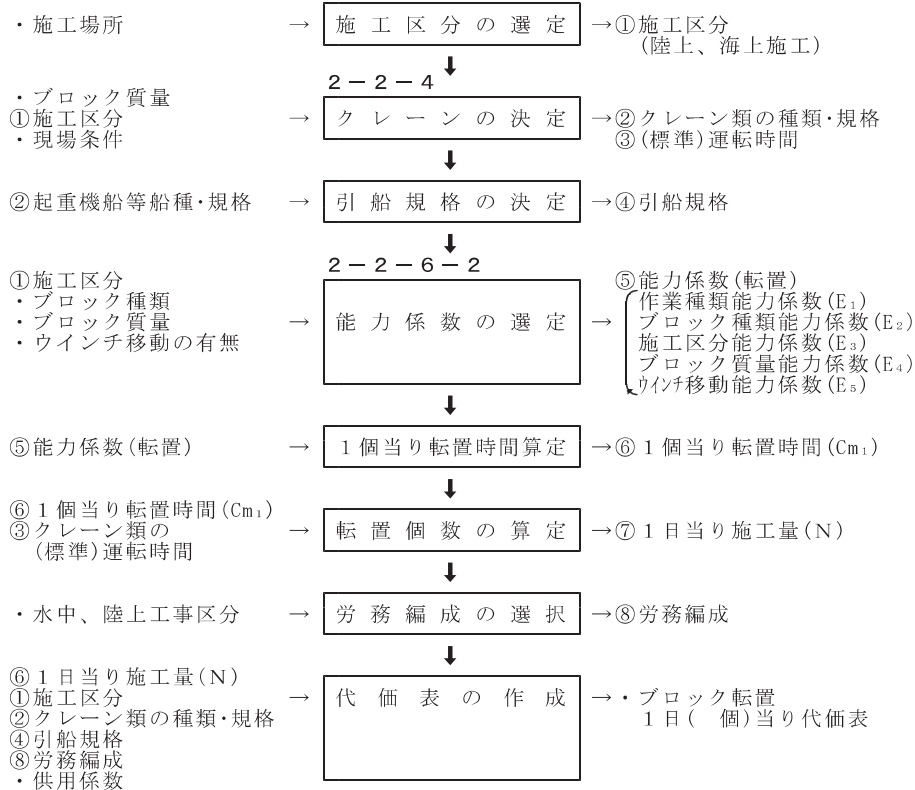 ・施工場所 → 施工区分の選定 →①施工区分
(陸上、海上施工)
2－2－4
・ブロック質量
①施工区分 → クレーンの決定 →②クレーン類の種類・規格
・現場条件 ③(標準)運転時間
②起重機船等船種・規格 → 引船規格の決定 →④引船規格
2－2－6－2
①施工区分 ⑤能力係数(転置)
・ブロック種類 作業種類能力係数(E₁)
・ブロック質量 → 能力係数の選定 → ブロック種類能力係数(E₂)
・ウインチ移動の有無 施工区分能力係数(E₃)
ブロック質量能力係数(E₄)
ウインチ移動能力係数(E₅)
⑤能力係数(転置) → 1個当り転置時間算定 →⑥1個当り転置時間(Cm₁)
⑥1個当り転置時間(Cm₁)
③クレーン類の → 転置個数の算定 →⑦1日当り施工量(N)
(標準)運転時間
・水中、陸上工事区分 → 労務編成の選択 →⑧労務編成
⑥1日当り施工量(N)
①施工区分 → 代価表の作成 →・ブロック転置
②クレーン類の種類・規格 1日(　個)当り代価表
④引船規格
⑧労務編成
・供用係数